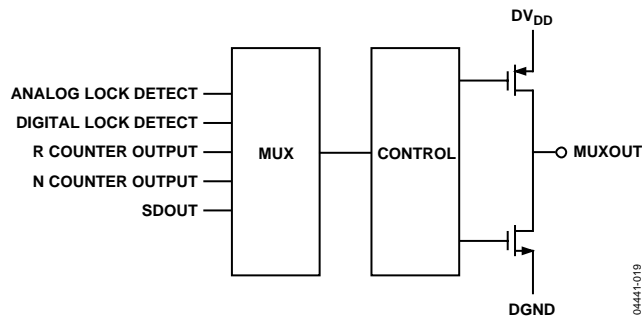 DVDD
ANALOG LOCK DETECT
DIGITAL LOCK DETECT
R COUNTER OUTPUT
N COUNTER OUTPUT
SDOUT
MUX
CONTROL
MUXOUT
DGND
04441-019